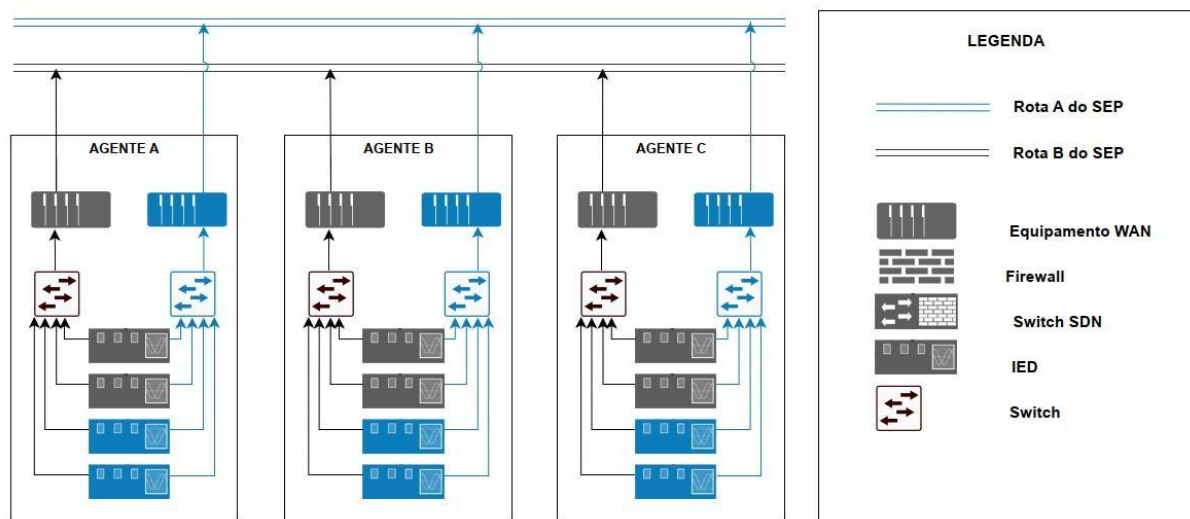 AGENTE A
AGENTE B
AGENTE C
LEGENDA
Rota A do SEP
Rota B do SEP
Equipamento WAN
Firewall
Switch SDN
IED
Switch